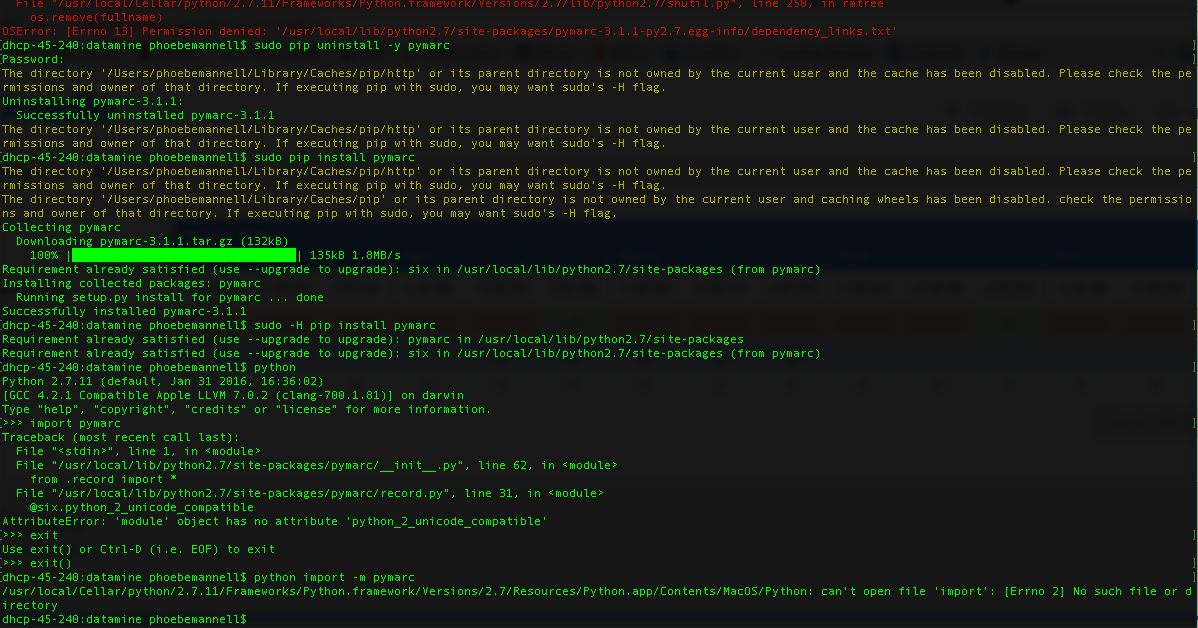 File "/usr/local/Cellar/python/2.7.11/Frameworks/Python.framework/Versions/2.7/lib/python2.7/shutil.py", line 250, in rmtree
os.remove(fullname)
OSError: [Errno 13] Permission denied: '/usr/local/lib/python2.7/site-packages/pymarc-3.1.1-py2.7.egg-info/dependency_links.txt'
[dhcp-45-240:datamine phoebemannell$ sudo pip uninstall -y pymarc ]
[Password: ]
The directory '/Users/phoebemannell/Library/Caches/pip/http' or its parent directory is not owned by the current user and the cache has been disabled. Please check the pe
rmissions and owner of that directory. If executing pip with sudo, you may want sudo's -H flag.
Uninstalling pymarc-3.1.1:
Successfully uninstalled pymarc-3.1.1
The directory '/Users/phoebemannell/Library/Caches/pip/http' or its parent directory is not owned by the current user and the cache has been disabled. Please check the pe
rmissions and owner of that directory. If executing pip with sudo, you may want sudo's -H flag.
[dhcp-45-240:datamine phoebemannell$ sudo pip install pymarc ]
The directory '/Users/phoebemannell/Library/Caches/pip/http' or its parent directory is not owned by the current user and the cache has been disabled. Please check the pe
rmissions and owner of that directory. If executing pip with sudo, you may want sudo's -H flag.
The directory '/Users/phoebemannell/Library/Caches/pip' or its parent directory is not owned by the current user and caching wheels has been disabled. check the permissio
ns and owner of that directory. If executing pip with sudo, you may want sudo's -H flag.
Collecting pymarc
Downloading pymarc-3.1.1.tar.gz (132kB)
100% | | 135kB 1.8MB/s
Requirement already satisfied (use --upgrade to upgrade): six in /usr/local/lib/python2.7/site-packages (from pymarc)
Installing collected packages: pymarc
Running setup.py install for pymarc ... done
Successfully installed pymarc-3.1.1
[dhcp-45-240:datamine phoebemannell$ sudo -H pip install pymarc ]
Requirement already satisfied (use --upgrade to upgrade): pymarc in /usr/local/lib/python2.7/site-packages
Requirement already satisfied (use --upgrade to upgrade): six in /usr/local/lib/python2.7/site-packages (from pymarc)
[dhcp-45-240:datamine phoebemannell$ python ]
Python 2.7.11 (default, Jan 31 2016, 16:36:02)
[GCC 4.2.1 Compatible Apple LLVM 7.0.2 (clang-700.1.81)] on darwin
Type "help", "copyright", "credits" or "license" for more information.
[>>> import pymarc ]
Traceback (most recent call last):
File "<stdin>", line 1, in <module>
File "/usr/local/lib/python2.7/site-packages/pymarc/__init__.py", line 62, in <module>
from .record import *
File "/usr/local/lib/python2.7/site-packages/pymarc/record.py", line 31, in <module>
@six.python_2_unicode_compatible
AttributeError: 'module' object has no attribute 'python_2_unicode_compatible'
[>>> exit ]
Use exit() or Ctrl-D (i.e. EOF) to exit
[>>> exit() ]
[dhcp-45-240:datamine phoebemannell$ python import -m pymarc ]
/usr/local/Cellar/python/2.7.11/Frameworks/Python.framework/Versions/2.7/Resources/Python.app/Contents/MacOS/Python: can't open file 'import': [Errno 2] No such file or d
irectory
dhcp-45-240:datamine phoebemannell$